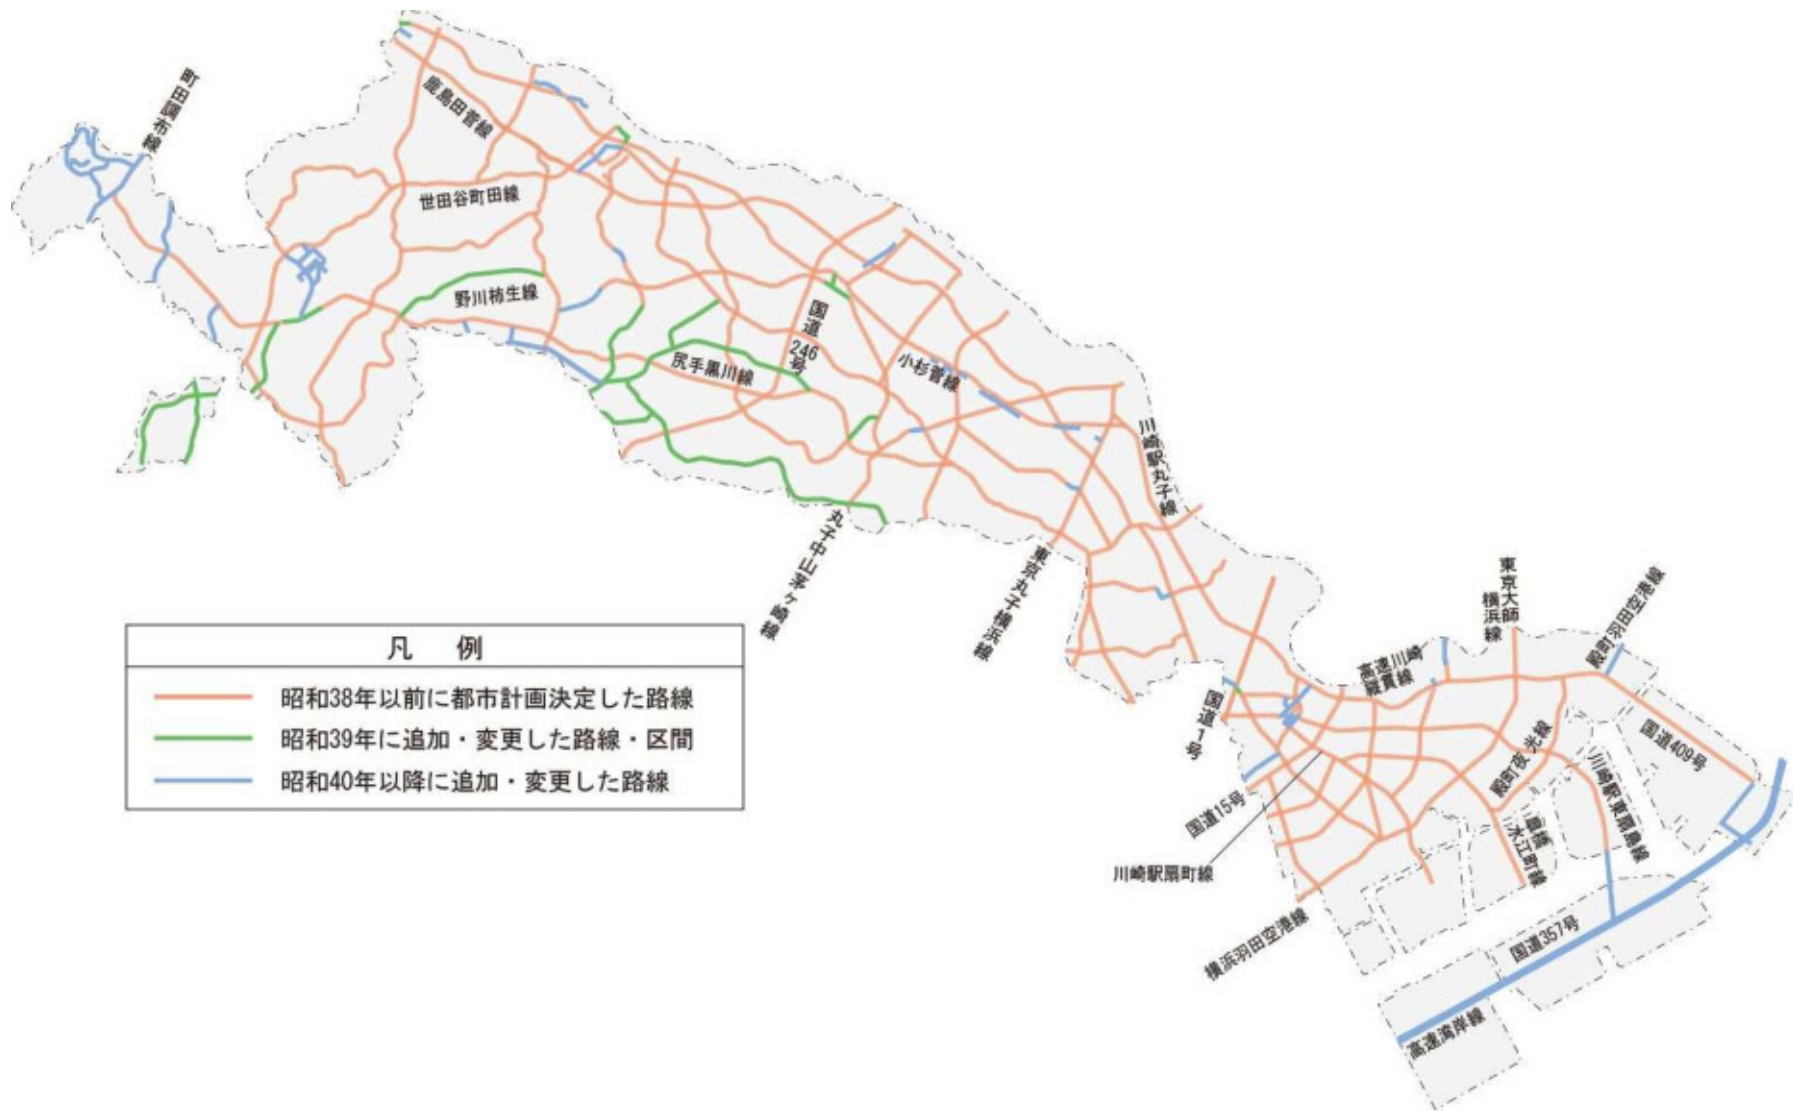 町田調布線
鹿島田菅線
世田谷町田線
野川柿生線
国道
246
号
尻手黒川線
小杉菅線
川崎駅丸子線
丸子中山茅ヶ崎線
東京丸子横浜線
凡 例
昭和38年以前に都市計画決定した路線
昭和39年に追加・変更した路線・区間
昭和40年以降に追加・変更した路線
高速川崎
縦貫線
東京大師
横浜線
殿町羽田空港線
国道1号
国道15号
殿町夜光線
国道409号
川崎駅東扇島線
水江町線
川崎駅扇町線
横浜羽田空港線
国道357号
高速湾岸線